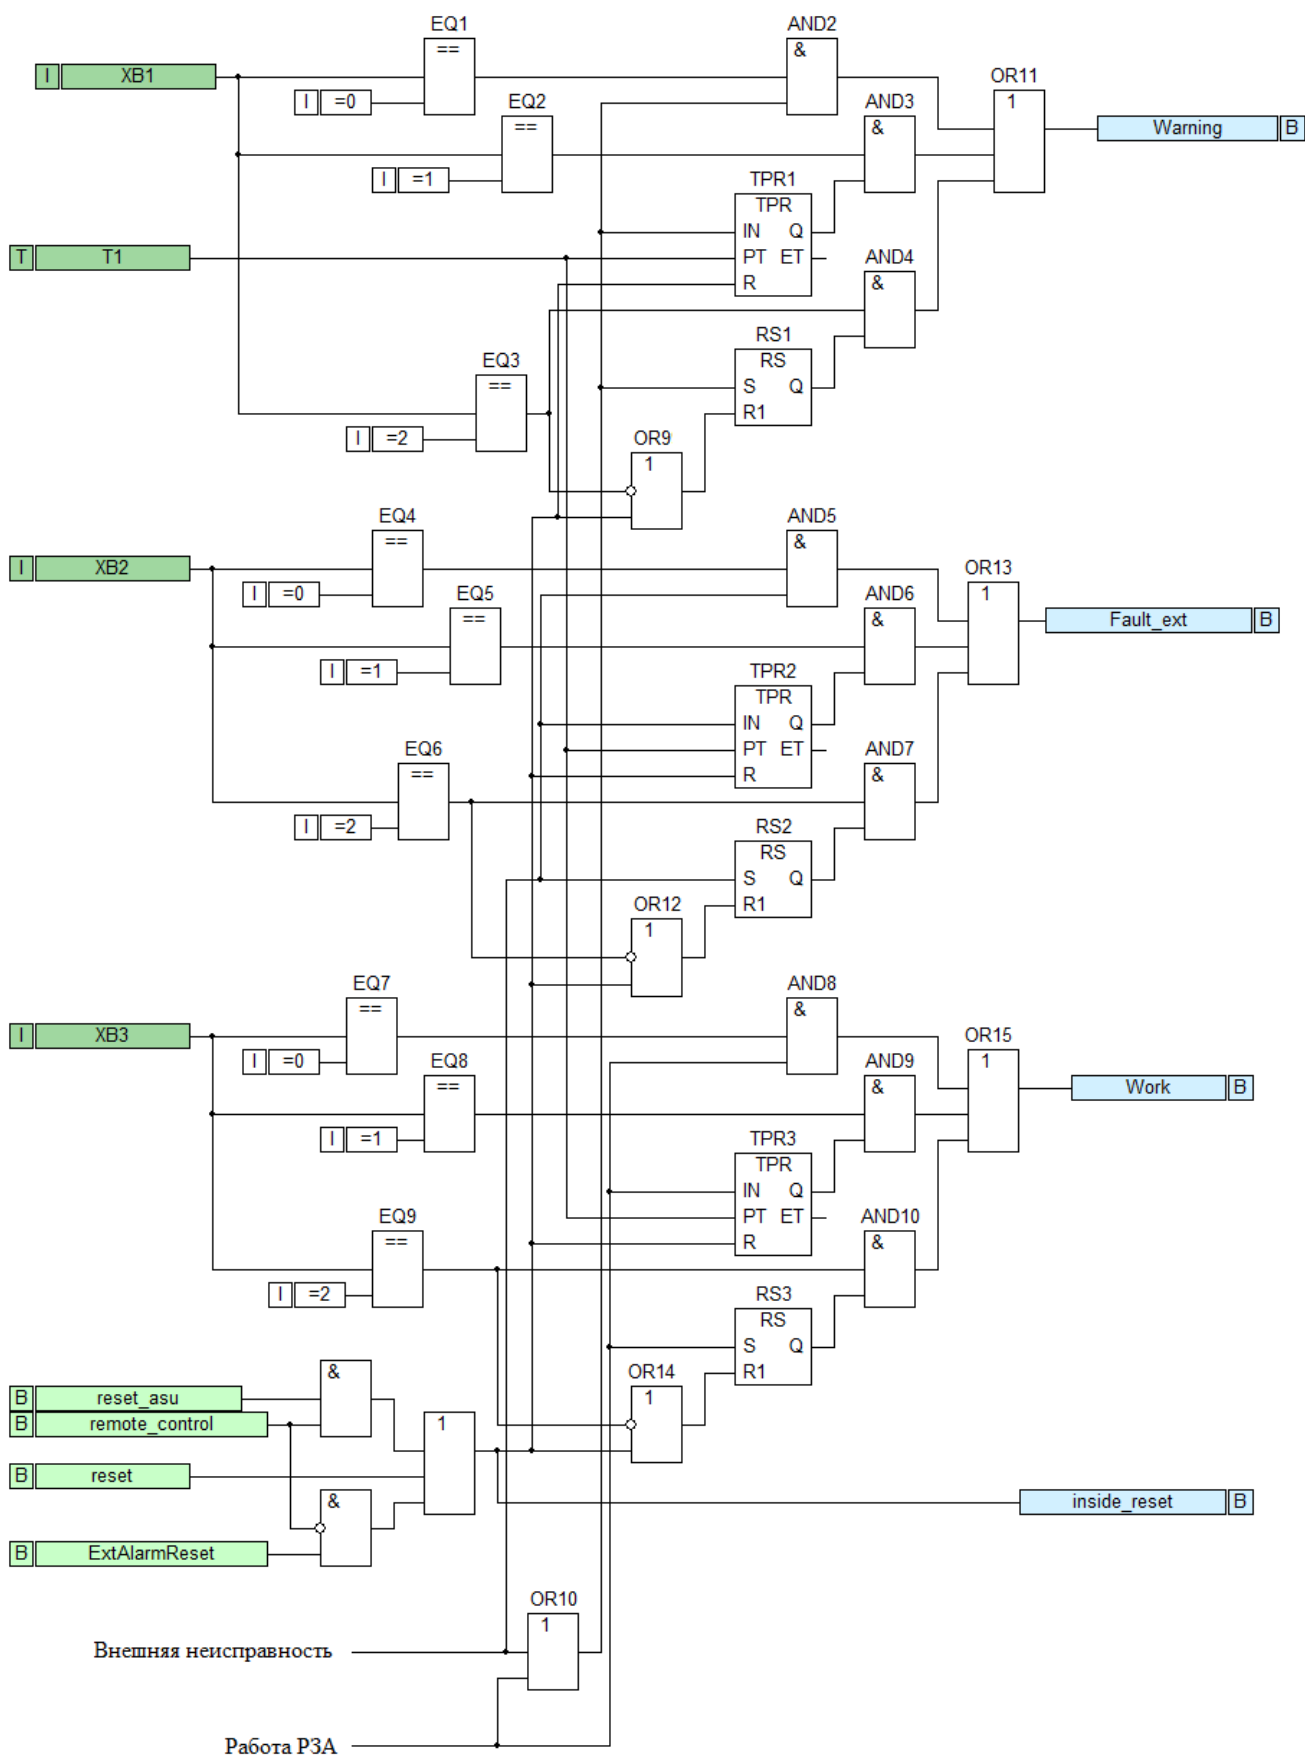 EQ1
AND2
==
&
I XB1
OR11
I =0
EQ2
AND3
1
==
&
Warning B
I =1
TPR1
TPR
IN Q
T T1
PT ET
AND4
R
&
RS1
EQ3
RS
==
S Q
R1
I =2
OR9
1
EQ4
AND5
==
&
I XB2
OR13
I =0
EQ5
AND6
1
==
&
Fault_ext B
I =1
TPR2
TPR
IN Q
EQ6
PT ET
AND7
==
R
&
I =2
RS2
RS
S Q
OR12
R1
1
EQ7
AND8
==
&
I XB3
OR15
I =0
EQ8
AND9
1
==
&
Work B
I =1
TPR3
TPR
IN Q
EQ9
PT ET
AND10
==
R
&
I =2
RS3
RS
S Q
&
OR14
R1
B reset_asu
1
B remote_control
1
B reset
&
inside_reset B
B ExtAlarmReset
OR10
1
Внешняя неисправность
Работа РЗА